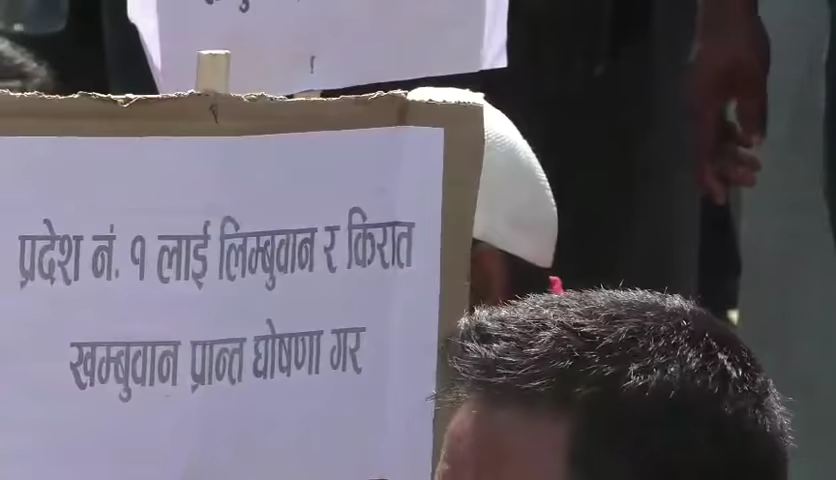 प्रदेश नं. १ लाई लिम्बुवान र किरात
खम्बुवान प्रान्त घोषणा गर